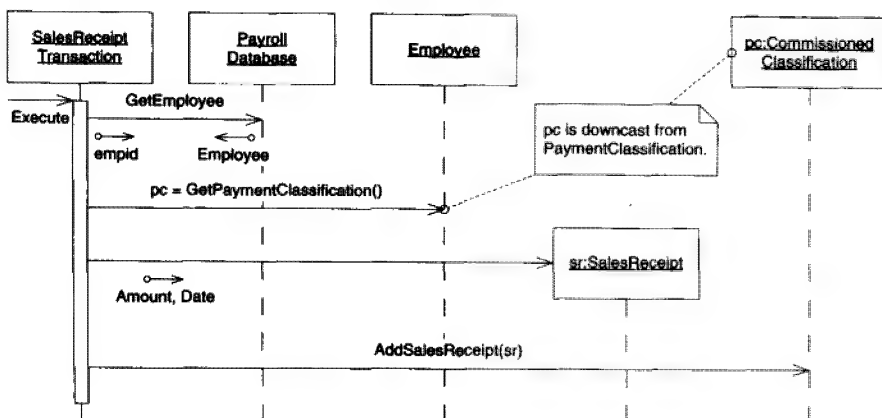 SalesReceipt
Transaction
Payroll
Database
Employee
pc:Commissioned
Classification
Execute
GetEmployee
empid
Employee
pc is downcast from
PaymentClassification.
pc = GetPaymentClassification()
sr:SalesReceipt
Amount, Date
AddSalesReceipt(sr)